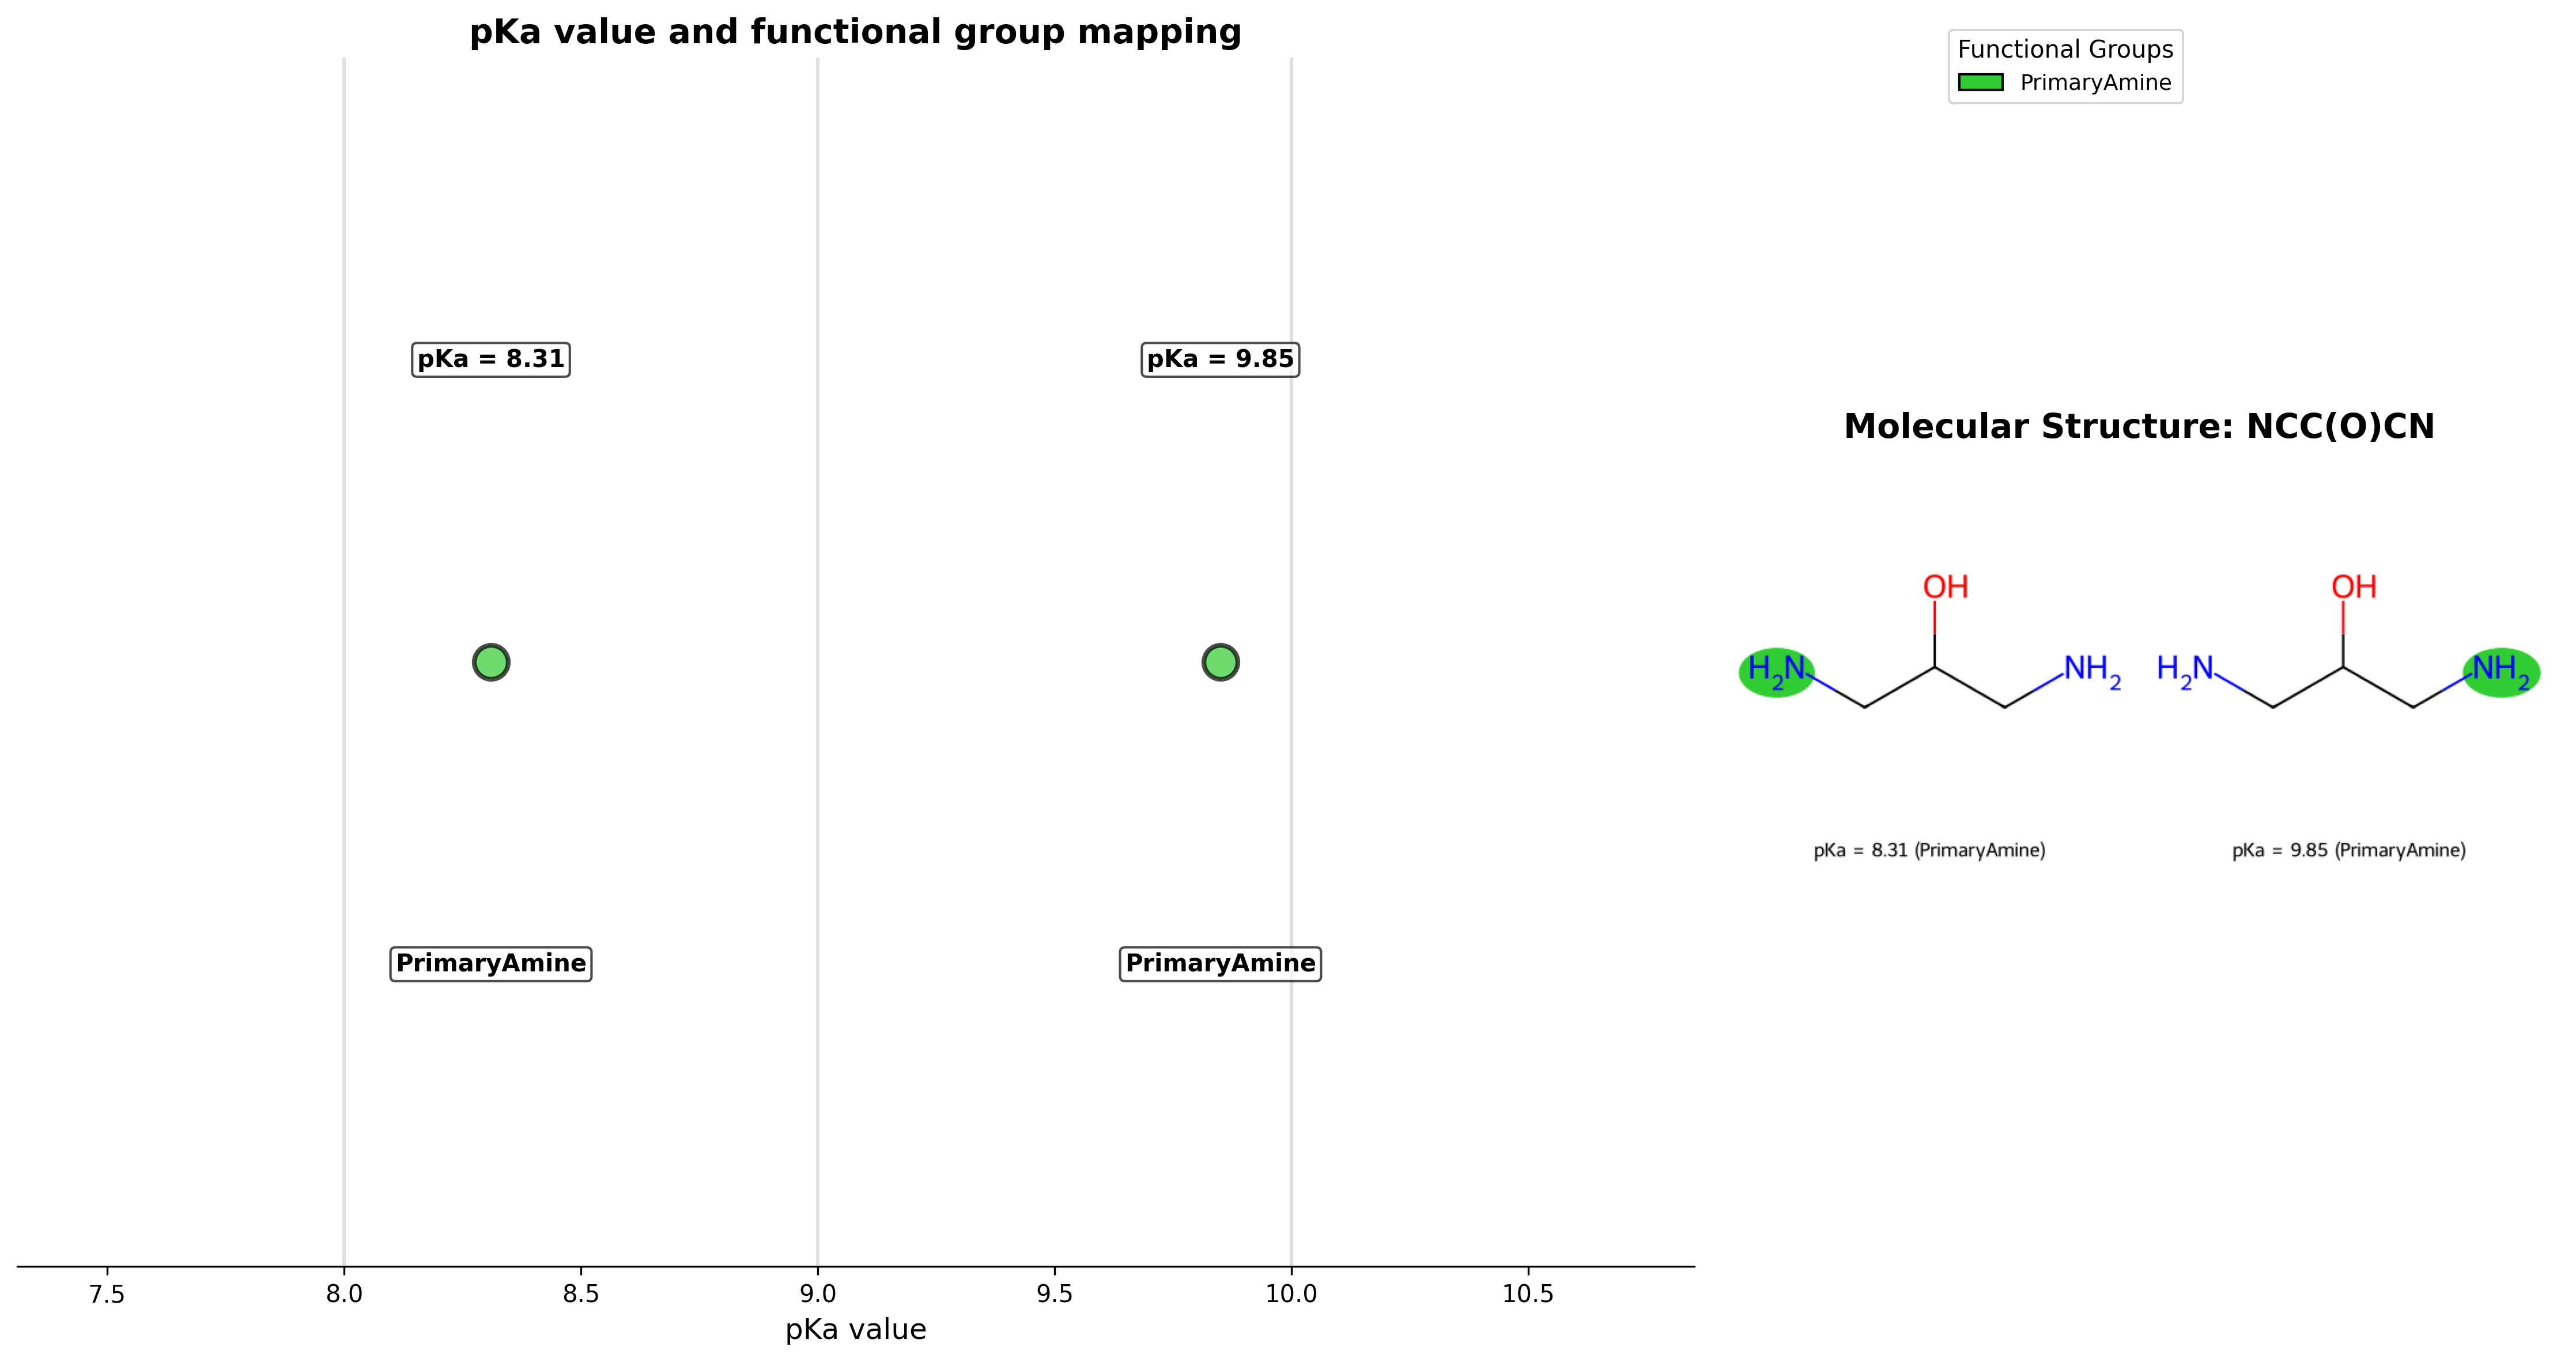 pKa value and functional group mapping
pKa = 8.31
pKa = 9.85
PrimaryAmine
PrimaryAmine
7.5 8.0 8.5 9.0 9.5 10.0 10.5
pKa value
Functional Groups
PrimaryAmine
Molecular Structure: NCC(O)CN
OH
H2N
NH2
OH
H2N
NH2
pKa = 8.31 (PrimaryAmine)
pKa = 9.85 (PrimaryAmine)